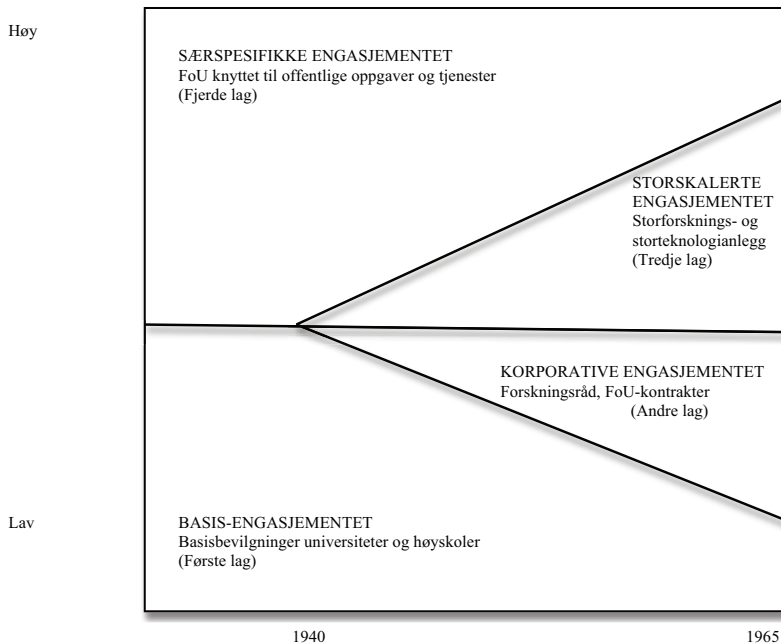 Høy
SÆRSPESIFIKKE ENGASJEMENTET
FoU knyttet til offentlige oppgaver og tjenester
(Fjerde lag)
STORSKALERTE
ENGASJEMENTET
Storforsknings- og
storteknologianlegg
(Tredje lag)
KORPORATIVE ENGASJEMENTET
Forskningsråd, FoU-kontrakter
(Andre lag)
Lav
BASIS-ENGASJEMENTET
Basisbevilgninger universiteter og høyskoler
(Første lag)
1940 1965